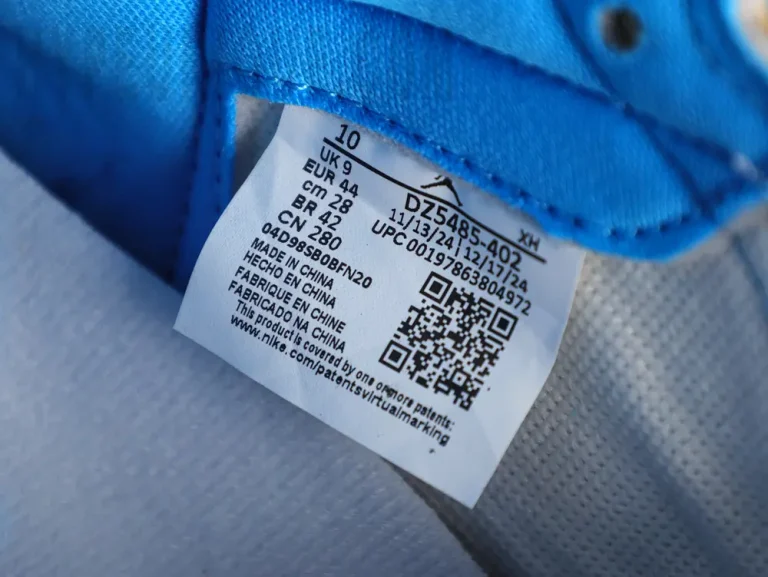 10
UK 9
EUR 44
cm 28
BR 42
CN 280
04D98SB0BFN20
MADE IN CHINA
HECHO EN CHINA
FABRIQUE EN CHINE
FABRICADO NA CHINA
This product is covered by one or more patents:
www.nike.com/patentsvirtualmarking
XH
DZ5485-402
11/13/24 | 12/17/24
UPC 00197863804972